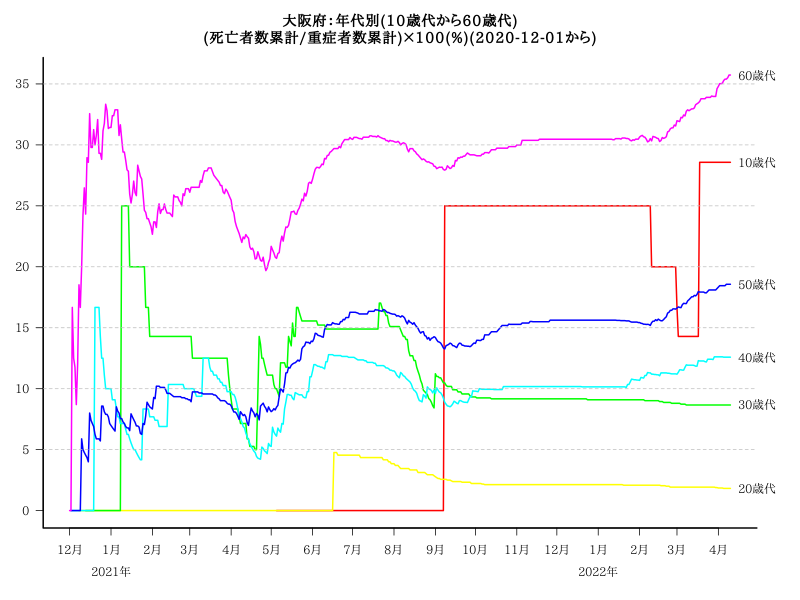 大阪府：年代別(10歳代から60歳代)
(死亡者数累計/重症者数累計)×100(%)(2020-12-01から)
35
30
25
20
15
10
5
0
60歳代
10歳代
50歳代
40歳代
30歳代
20歳代
12月 1月 2月 3月 4月 5月 6月 7月 8月 9月 10月 11月 12月 1月 2月 3月 4月
2021年 2022年